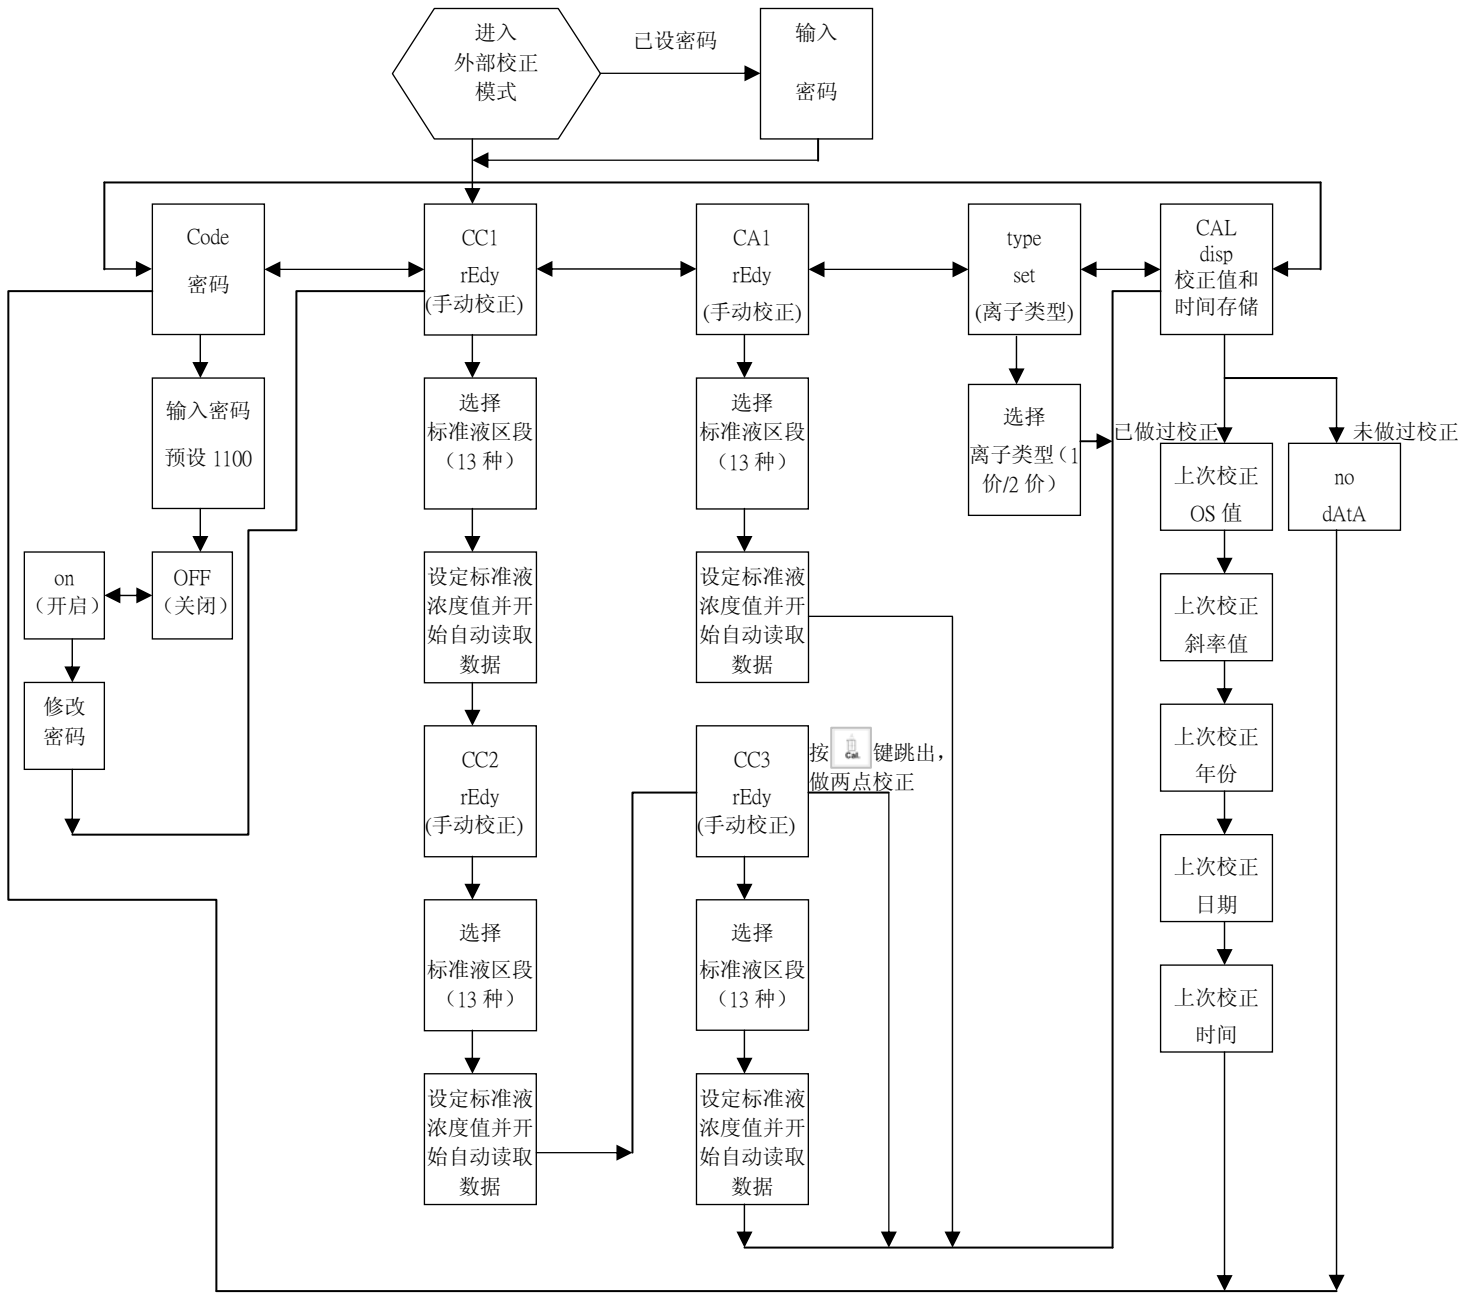 进入
外部校正
模式
已设密码
输入
密码
Code
密码
CC1
rEdy
(手动校正)
CA1
rEdy
(手动校正)
type
set
(离子类型)
CAL
disp
校正值和
时间存储
输入密码
预设 1100
选择
标准液区段
（13 种）
选择
标准液区段
（13 种）
选择
离子类型（1
价/2 价）
已做过校正
未做过校正
上次校正
OS 值
no
dAtA
on
（开启）
OFF
（关闭）
设定标准液
浓度值并开
始自动读取
数据
设定标准液
浓度值并开
始自动读取
数据
上次校正
斜率值
修改
密码
CC2
rEdy
(手动校正)
CC3
rEdy
(手动校正)
按 Cal. 键跳出，
做两点校正
上次校正
年份
上次校正
日期
选择
标准液区段
（13 种）
选择
标准液区段
（13 种）
上次校正
时间
设定标准液
浓度值并开
始自动读取
数据
设定标准液
浓度值并开
始自动读取
数据